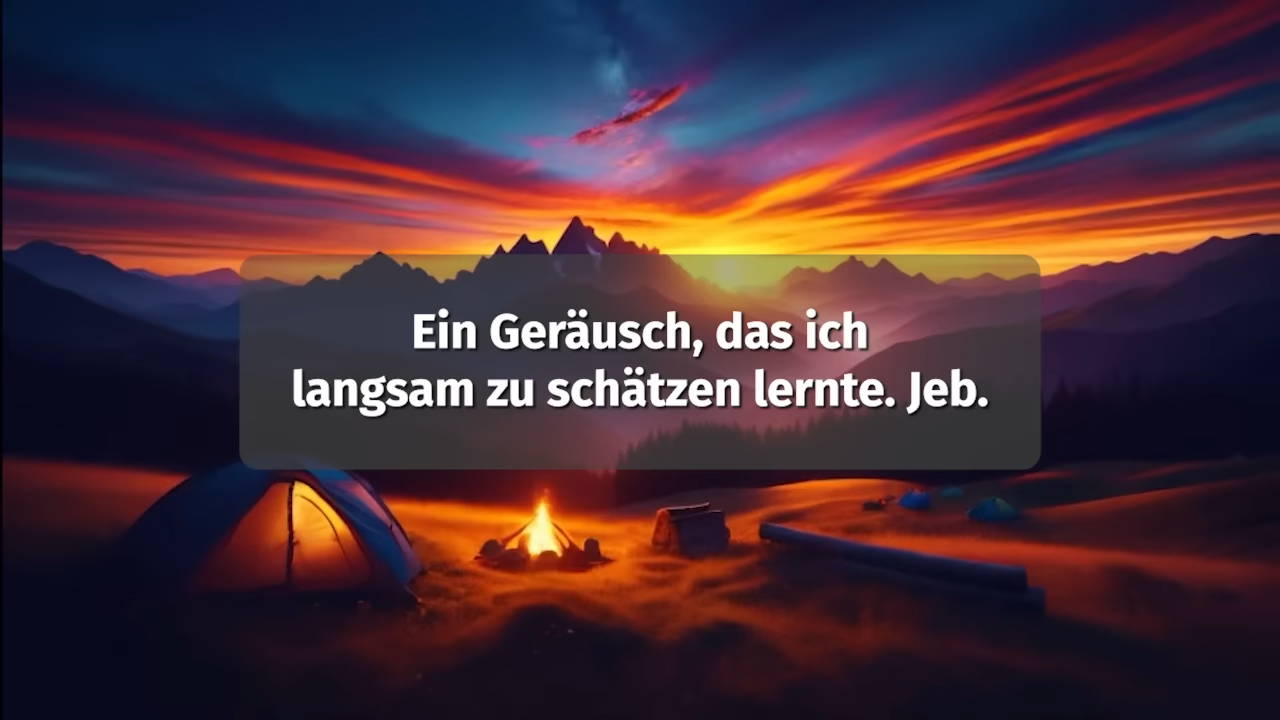 Ein Geräusch, das ich
langsam zu schätzen lernte. Jeb.